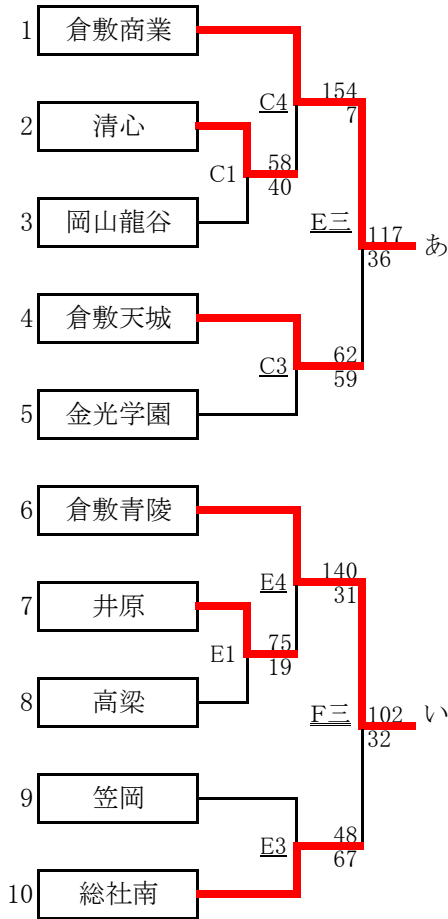 1 倉敷商業
C4 154
7
2 清心
C1 58
40
3 岡山龍谷
E三 117
36
あ
4 倉敷天城
C3 62
59
5 金光学園
6 倉敷青陵
E4 140
31
7 井原
E1 75
19
8 高梁
F三 102
32
い
9 笠岡
E3 48
67
10 総社南